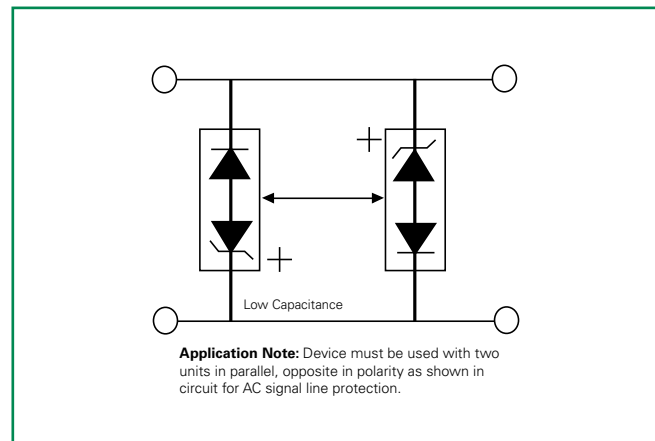 +
+
Low Capacitance
Application Note: Device must be used with two
units in parallel, opposite in polarity as shown in
circuit for AC signal line protection.